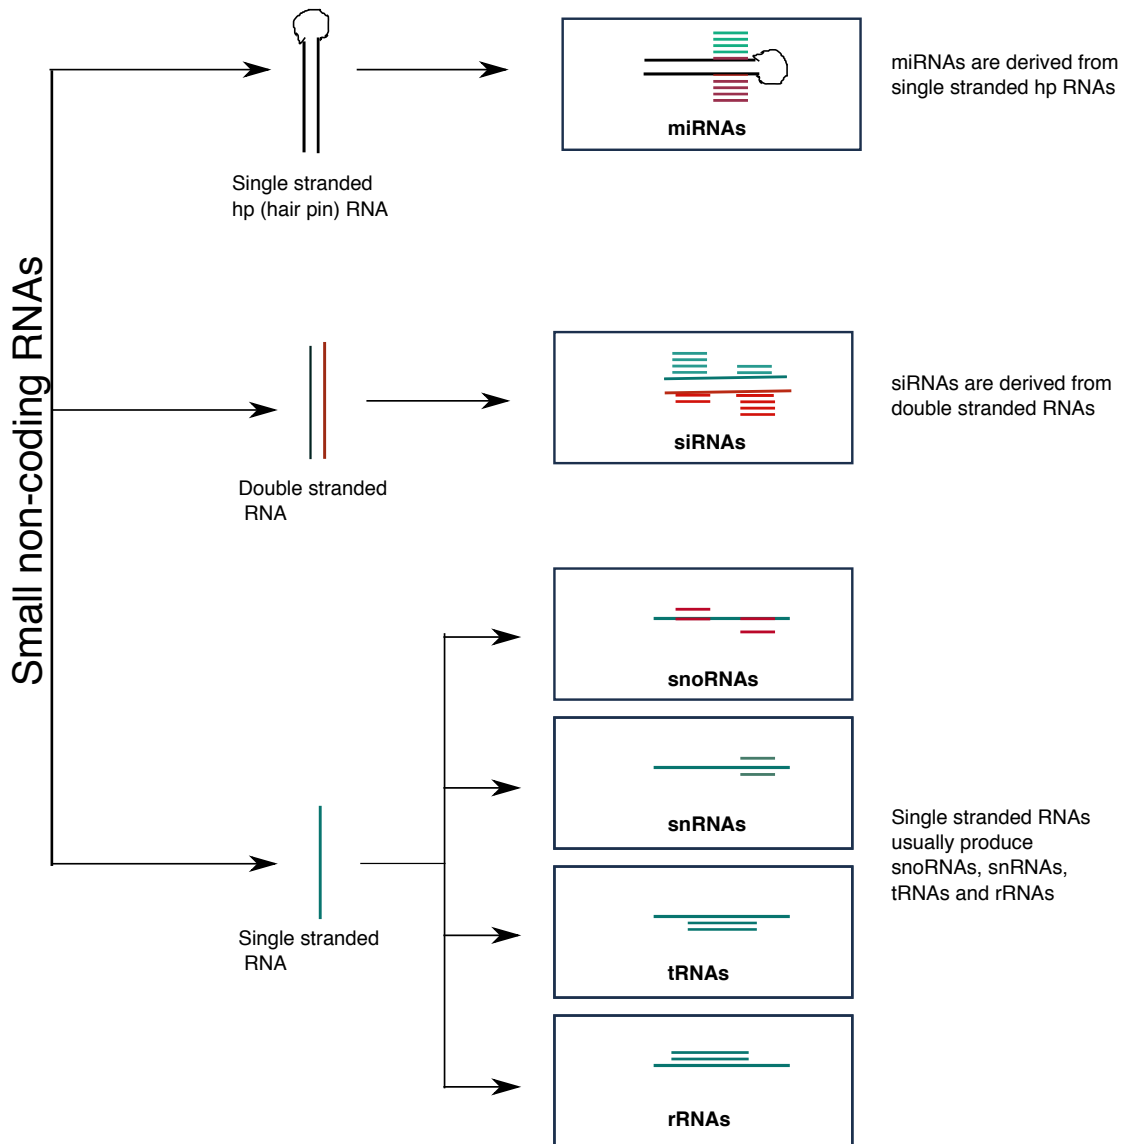 Small non-coding RNAs
Single stranded
hp (hair pin) RNA
miRNAs
miRNAs are derived from
single stranded hp RNAs
Double stranded
RNA
siRNAs
siRNAs are derived from
double stranded RNAs
Single stranded
RNA
snoRNAs
snRNAs
tRNAs
rRNAs
Single stranded RNAs
usually produce
snoRNAs, snRNAs,
tRNAs and rRNAs